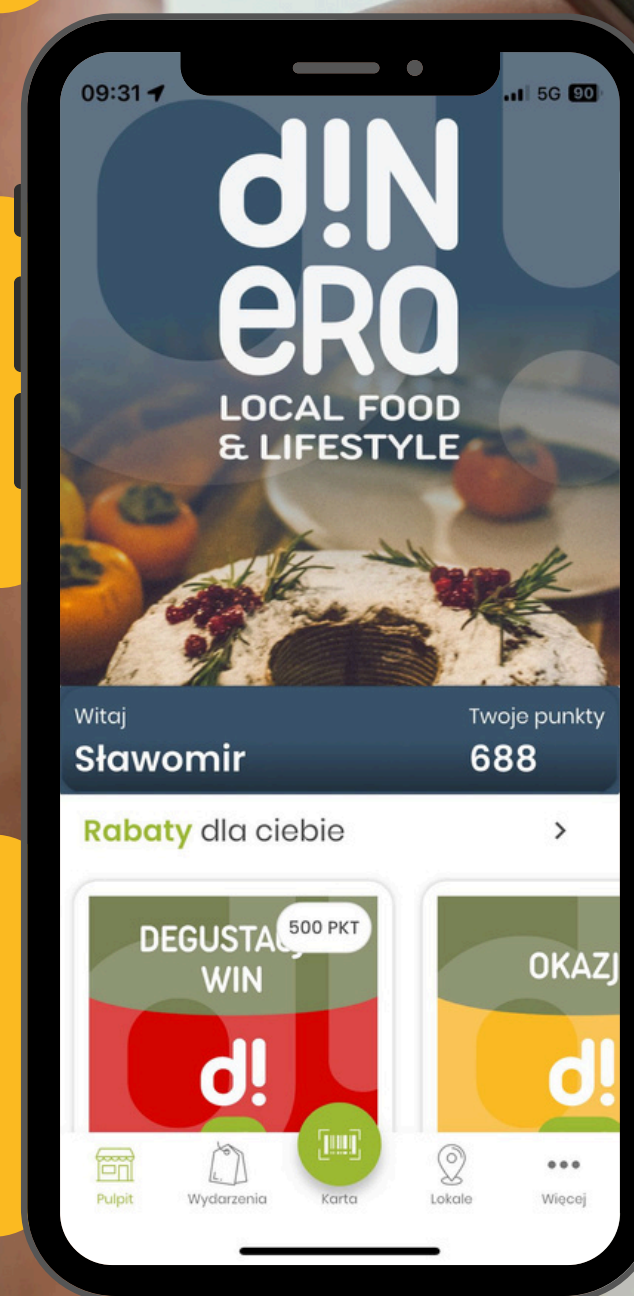 09:31
5G 90
d!N
eRa
LOCAL FOOD
& LIFESTYLE
Witaj
Twoje punkty
Sławomir
688
Rabaty dla ciebie
500 PKT
WIN
d!
d!
Pulpit
Wydarzenia
Karta
Lokale
Więcej